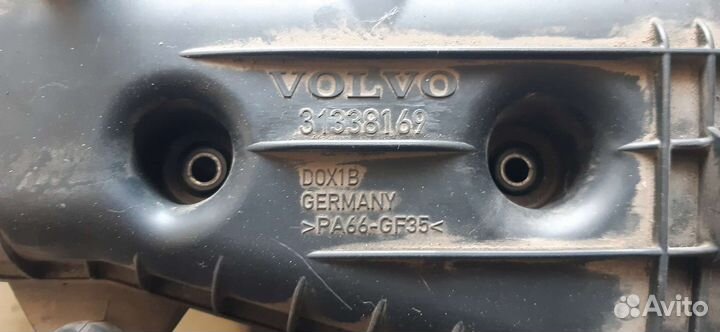 VOLVO
31338169
D0X1B
GERMANY
>PA66-GF35<
Avito